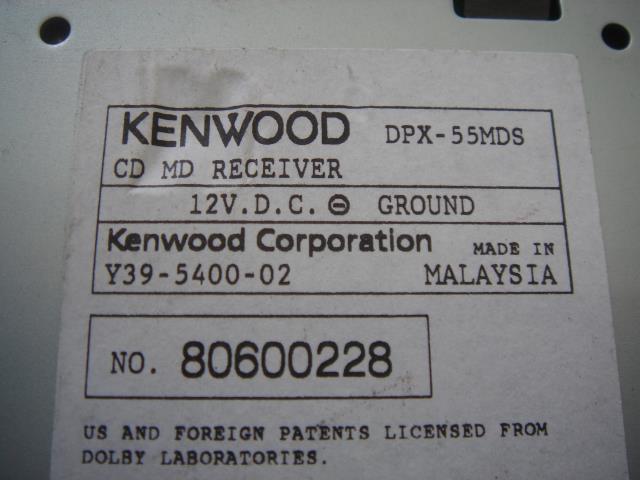 KENWOOD DPX-55MDS
CD MD RECEIVER
12V.D.C. ⊖ GROUND
Kenwood Corporation MADE IN
Y39-5400-02 MALAYSIA
NO. 80600228
US AND FOREIGN PATENTS LICENSED FROM
DOLBY LABORATORIES.